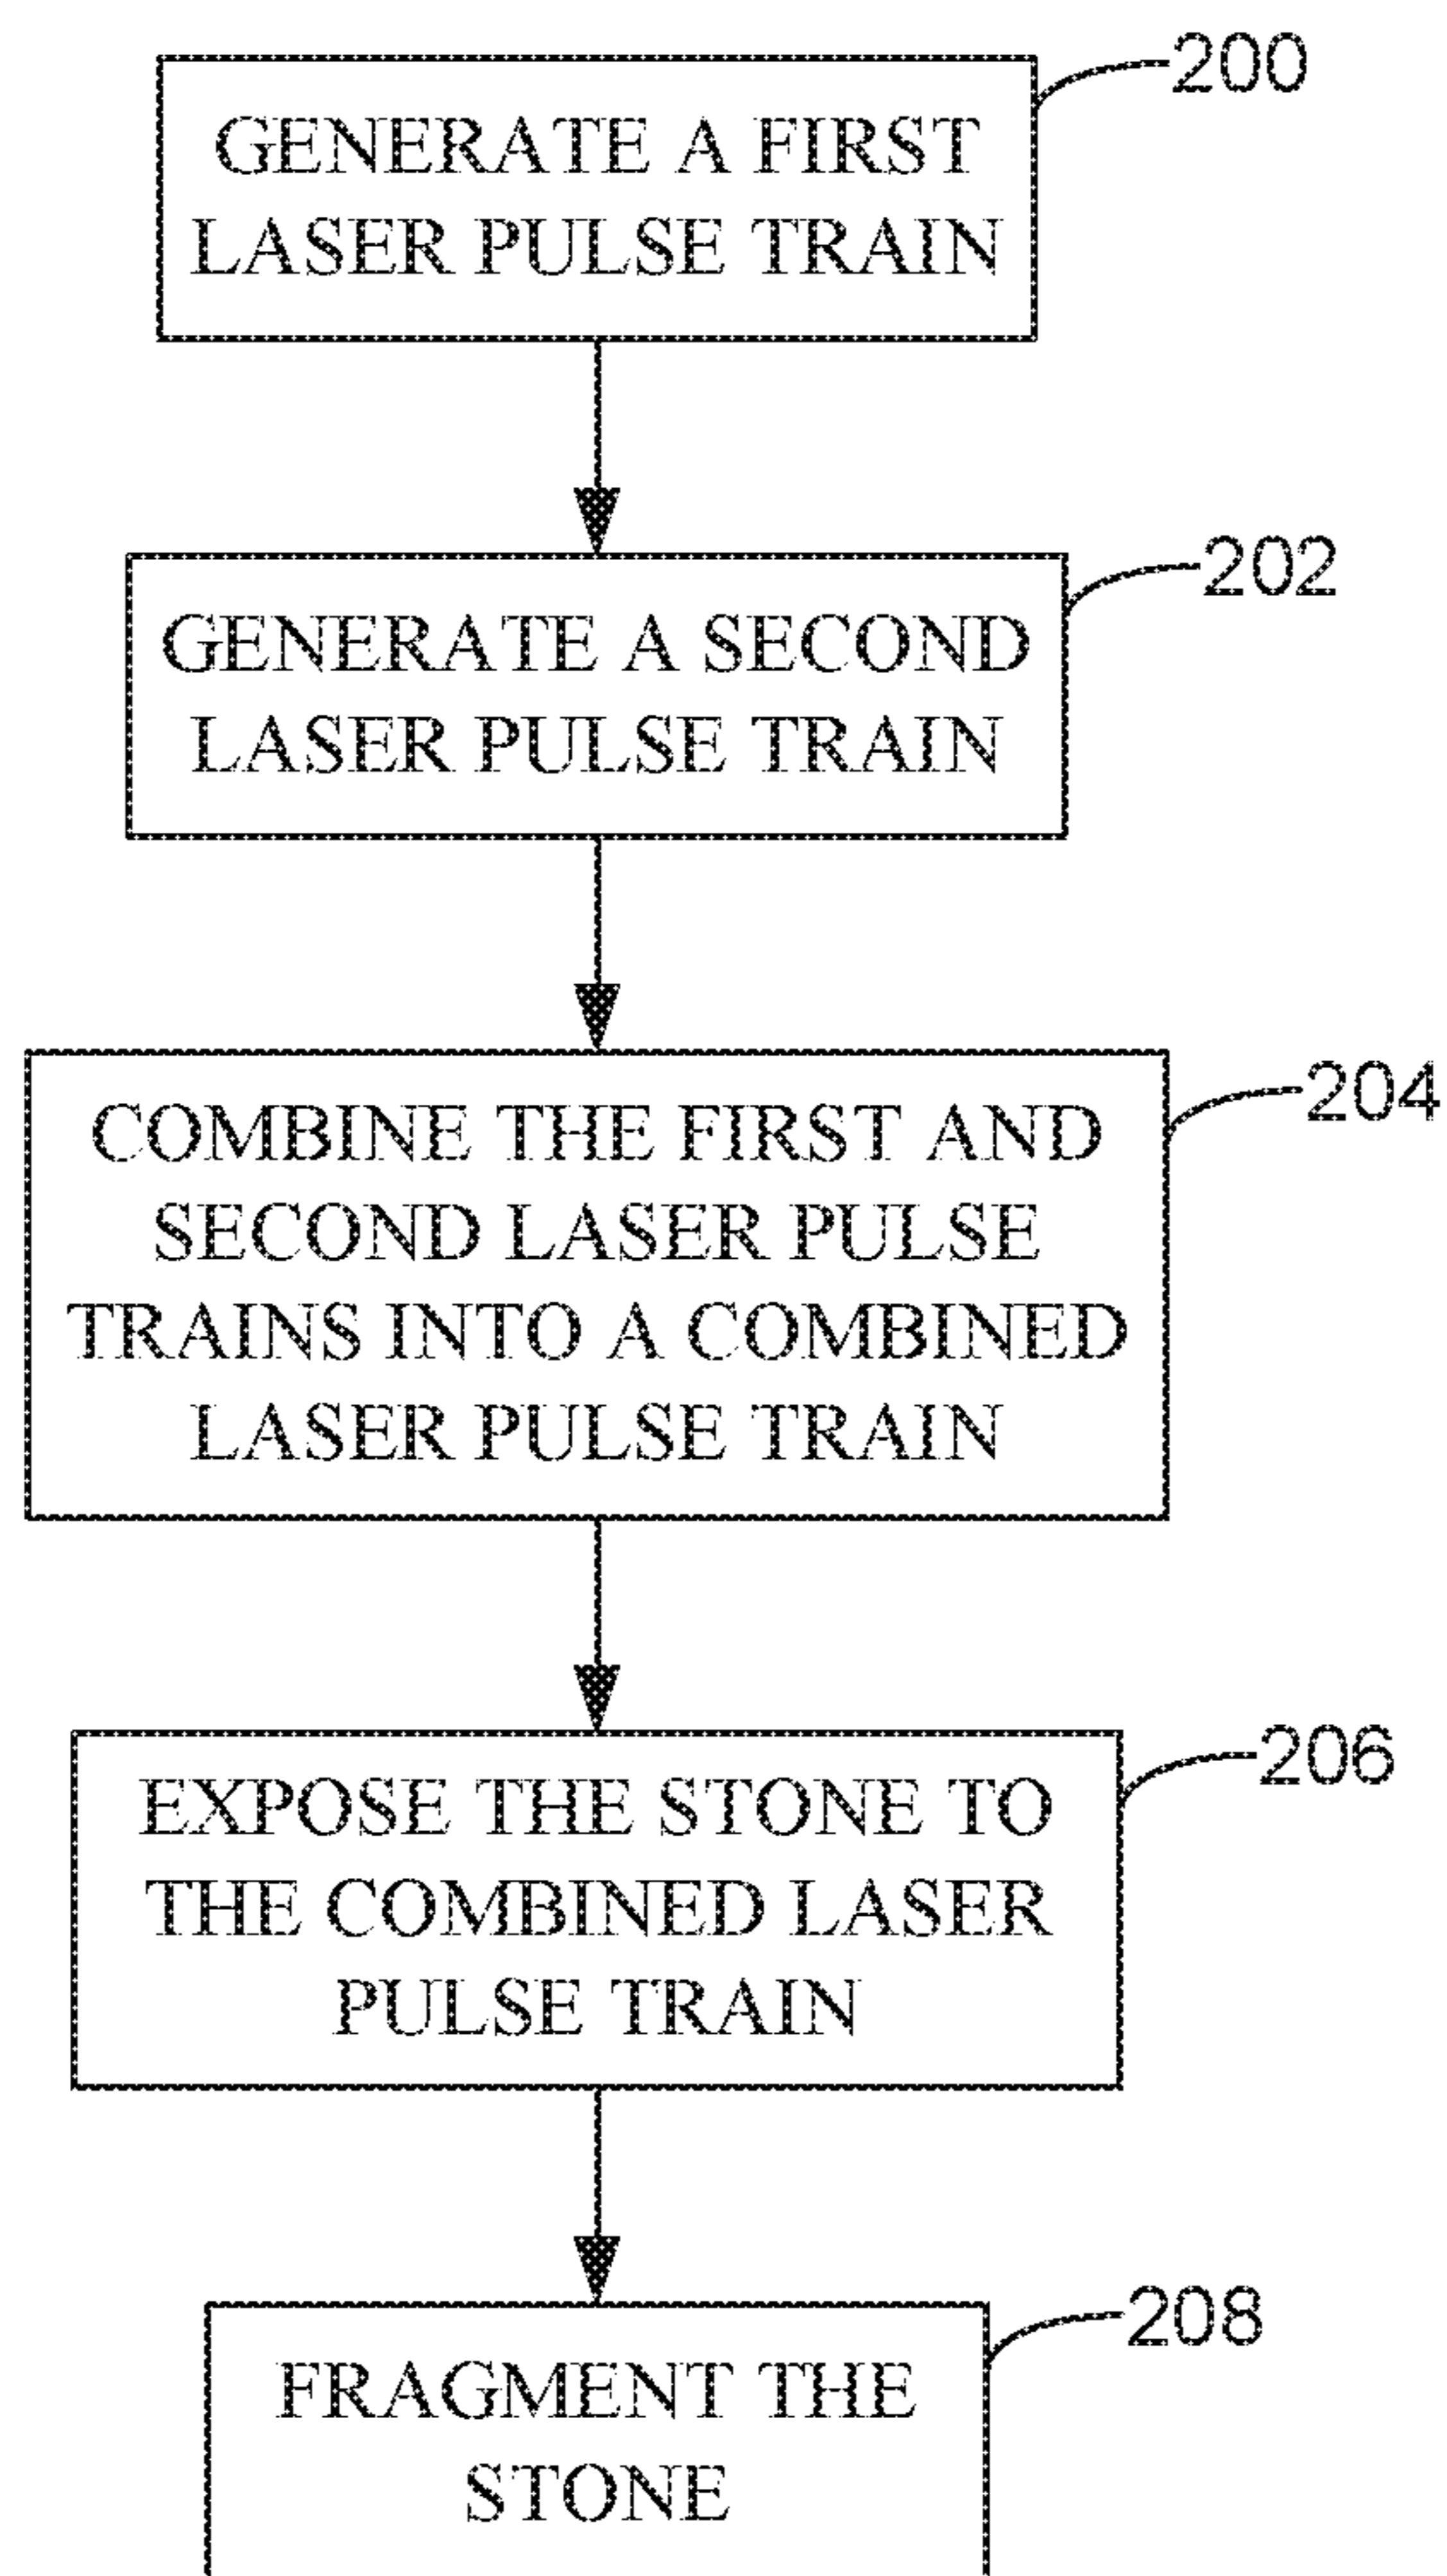 200
GENERATE A FIRST
LASER PULSE TRAIN
202
GENERATE A SECOND
LASER PULSE TRAIN
204
COMBINE THE FIRST AND
SECOND LASER PULSE
TRAINS INTO A COMBINED
LASER PULSE TRAIN
206
EXPOSE THE STONE TO
THE COMBINED LASER
PULSE TRAIN
208
FRAGMENT THE
STONE